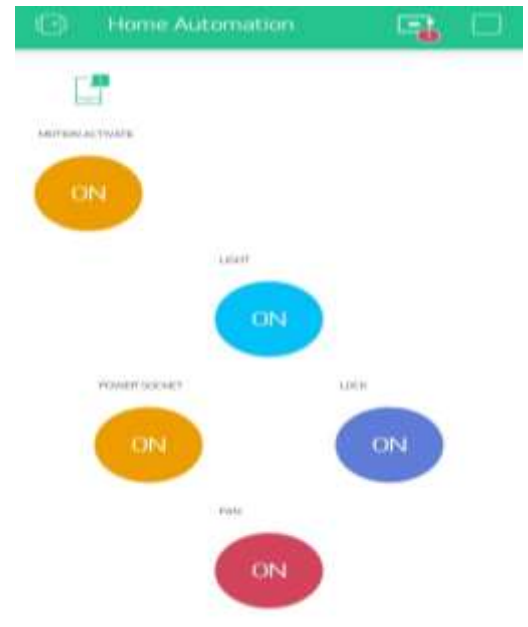 Home Automation
MOTION ACTIVATE
ON
LIGHT
ON
POWER SOCKET
LOCK
ON
ON
FAN
ON